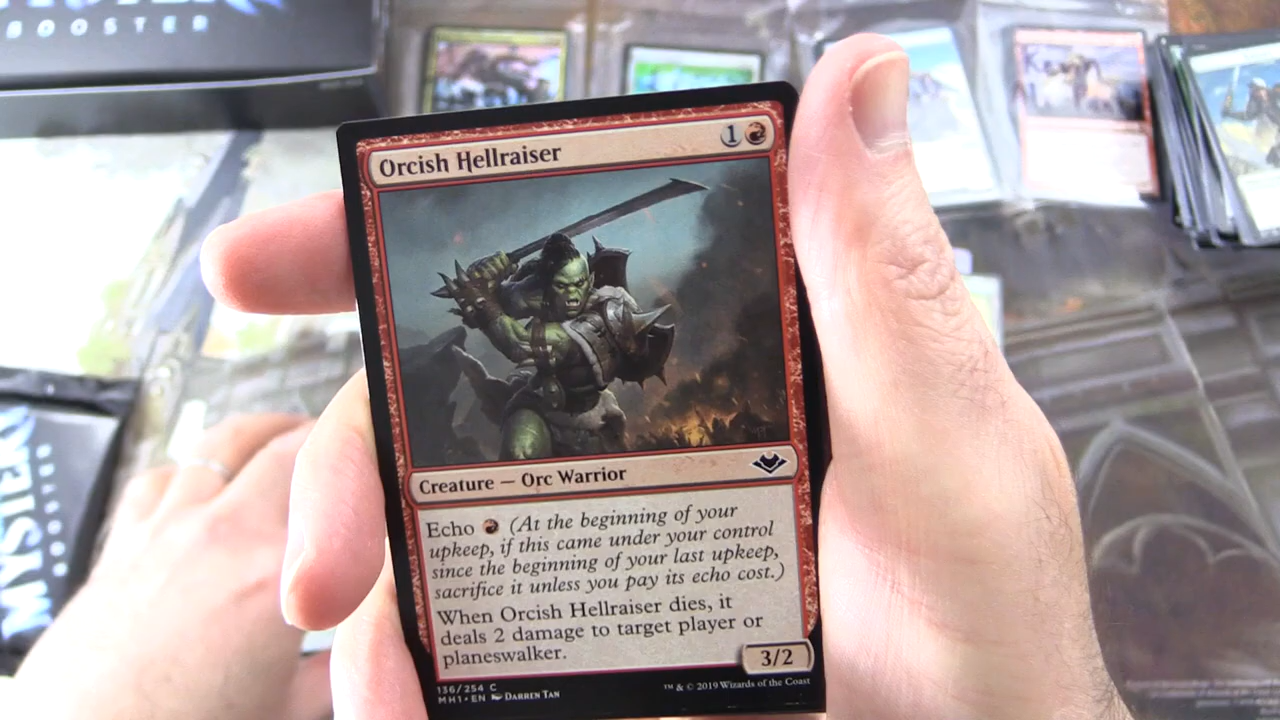 BOOSTER
Orcish Hellraiser
1
Creature — Orc Warrior
Echo (At the beginning of your
upkeep, if this came under your control
since the beginning of your last upkeep,
sacrifice it unless you pay its echo cost.)
When Orcish Hellraiser dies, it
deals 2 damage to target player or
planeswalker.
3/2
136/254 C
MH1 • EN DARREN TAN
™ & © 2019 Wizards of the Coast